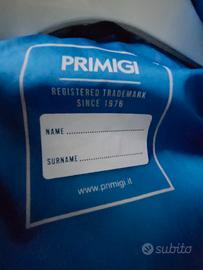 PRIMIGI
REGISTERED TRADEMARK
SINCE 1976
NAME ........................
SURNAME ..................
www.primigi.it
subito